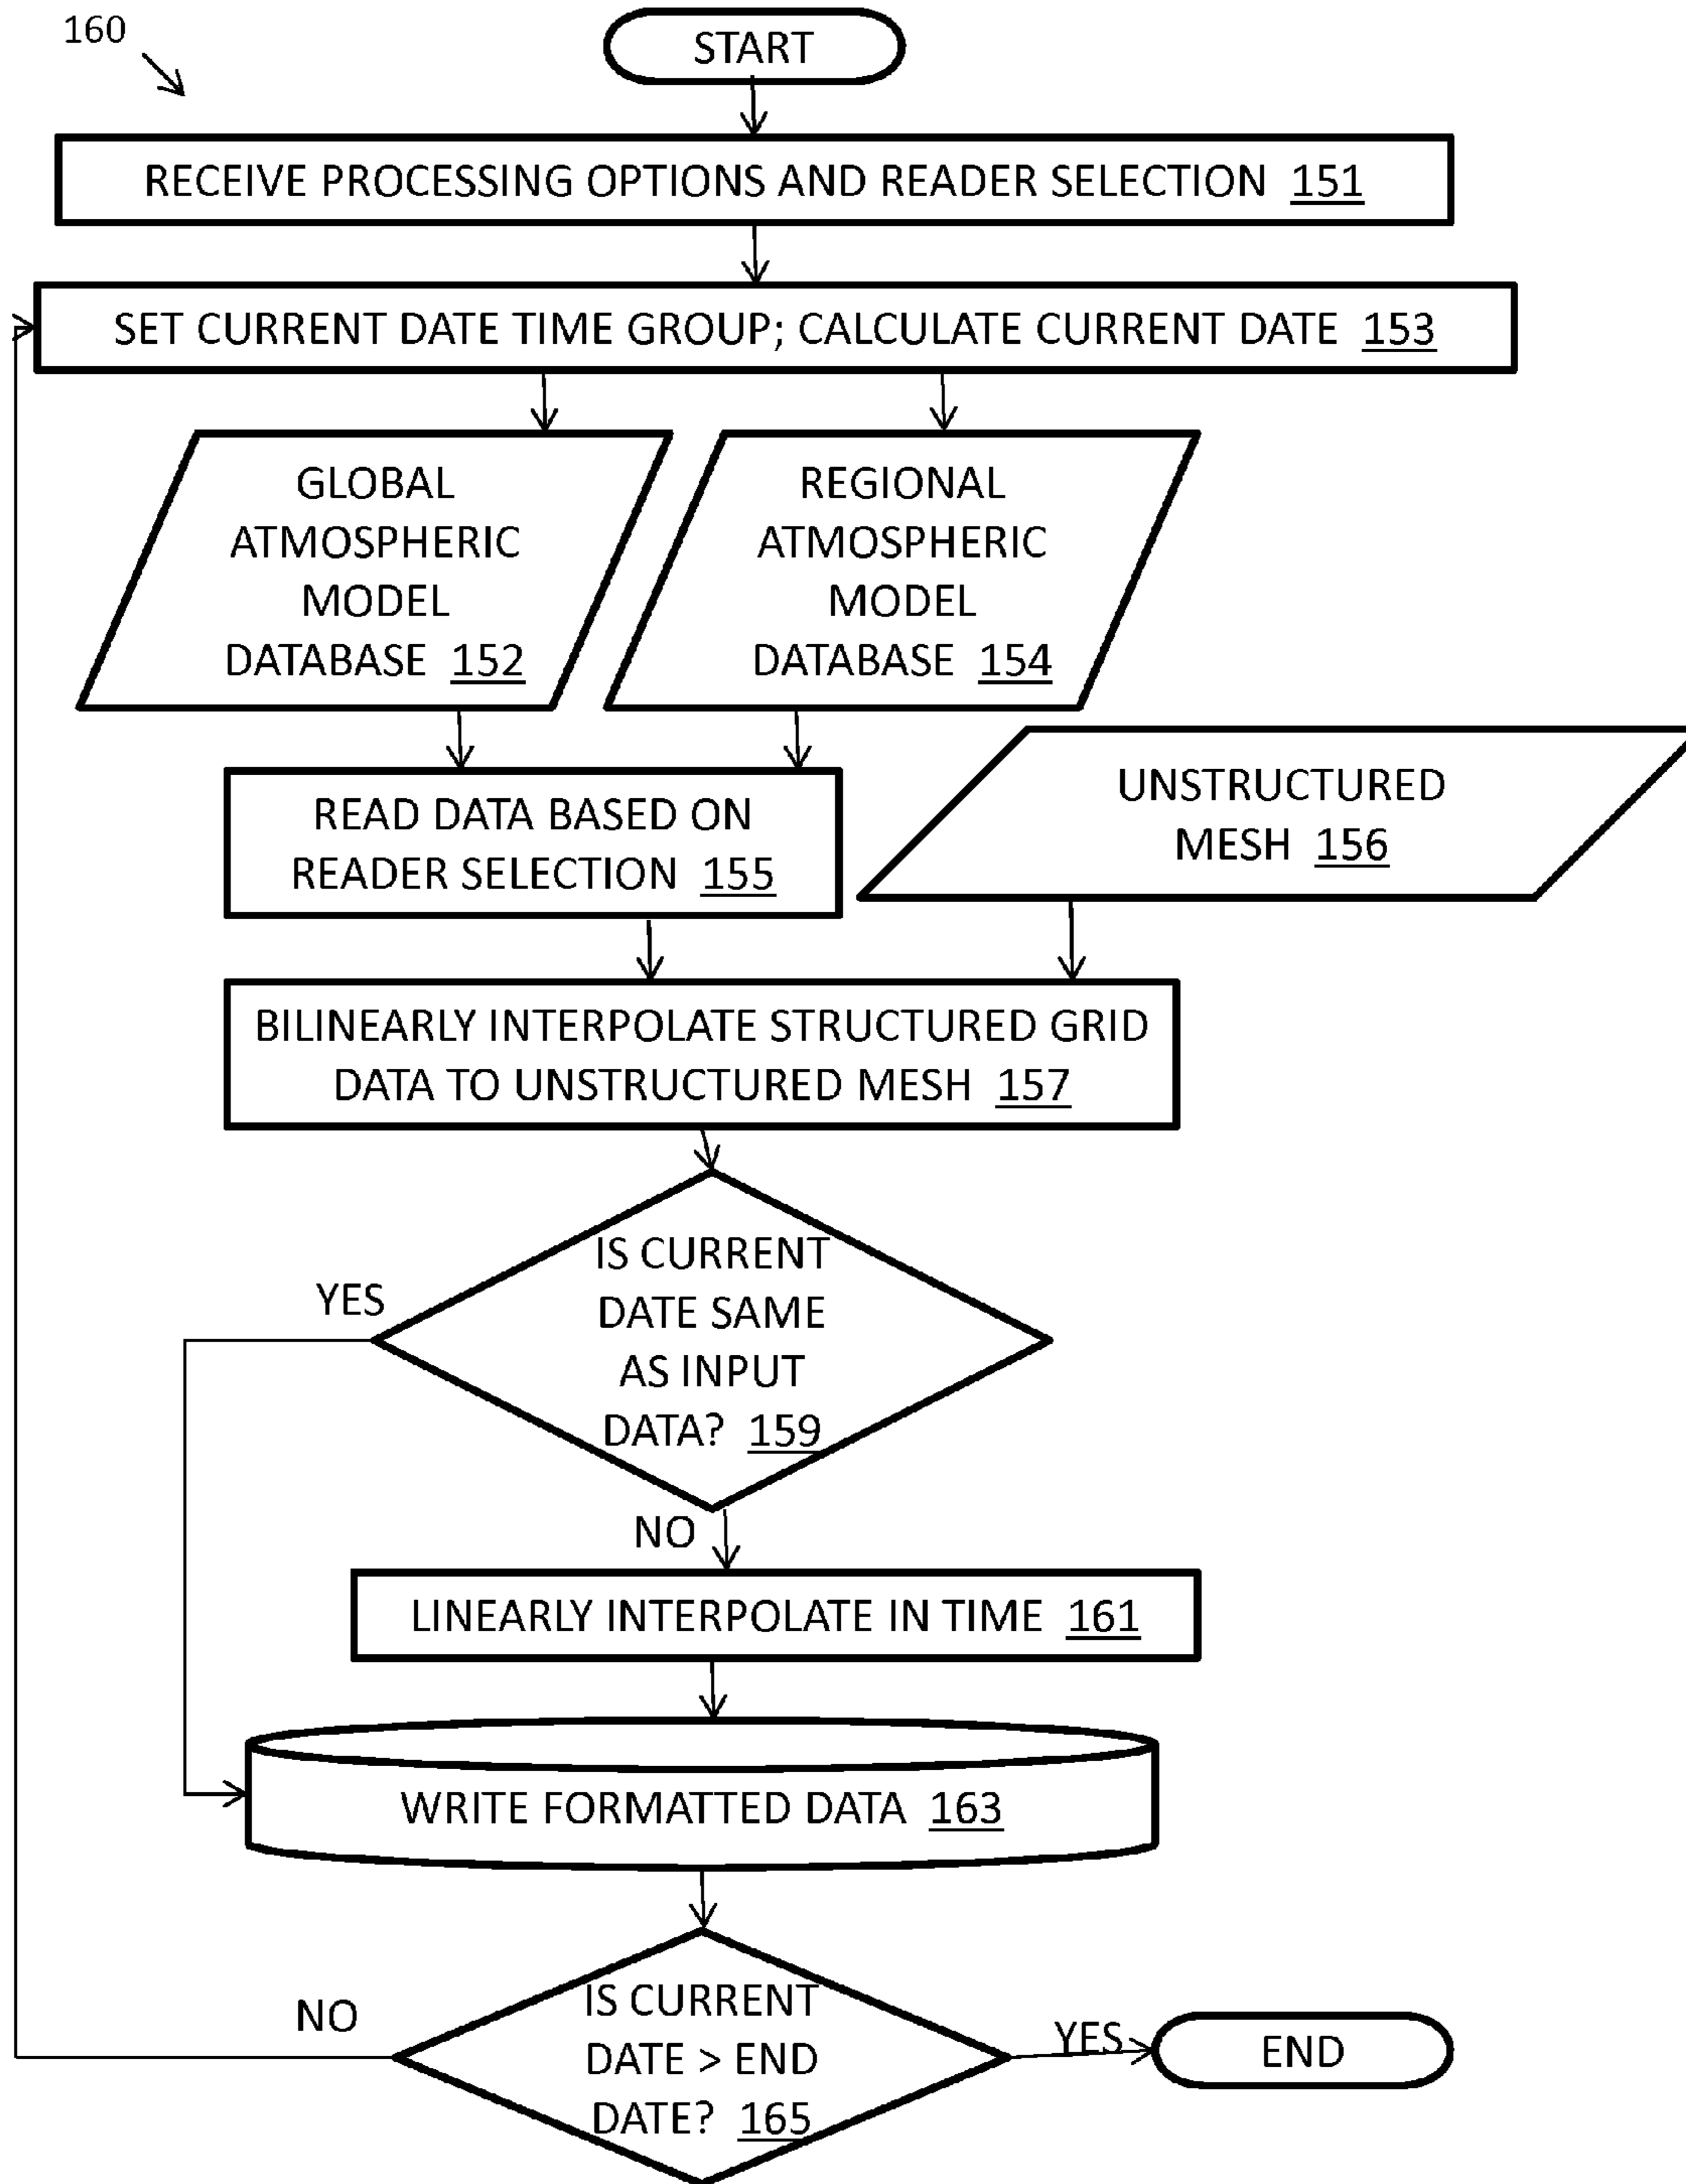 160
START
RECEIVE PROCESSING OPTIONS AND READER SELECTION 151
SET CURRENT DATE TIME GROUP; CALCULATE CURRENT DATE 153
GLOBAL
ATMOSPHERIC
MODEL
DATABASE 152
REGIONAL
ATMOSPHERIC
MODEL
DATABASE 154
READ DATA BASED ON
READER SELECTION 155
UNSTRUCTURED
MESH 156
BILINEARLY INTERPOLATE STRUCTURED GRID
DATA TO UNSTRUCTURED MESH 157
IS CURRENT
DATE SAME
AS INPUT
DATA? 159
YES
NO
LINEARLY INTERPOLATE IN TIME 161
WRITE FORMATTED DATA 163
IS CURRENT
DATE > END
DATE? 165
NO
YES
END